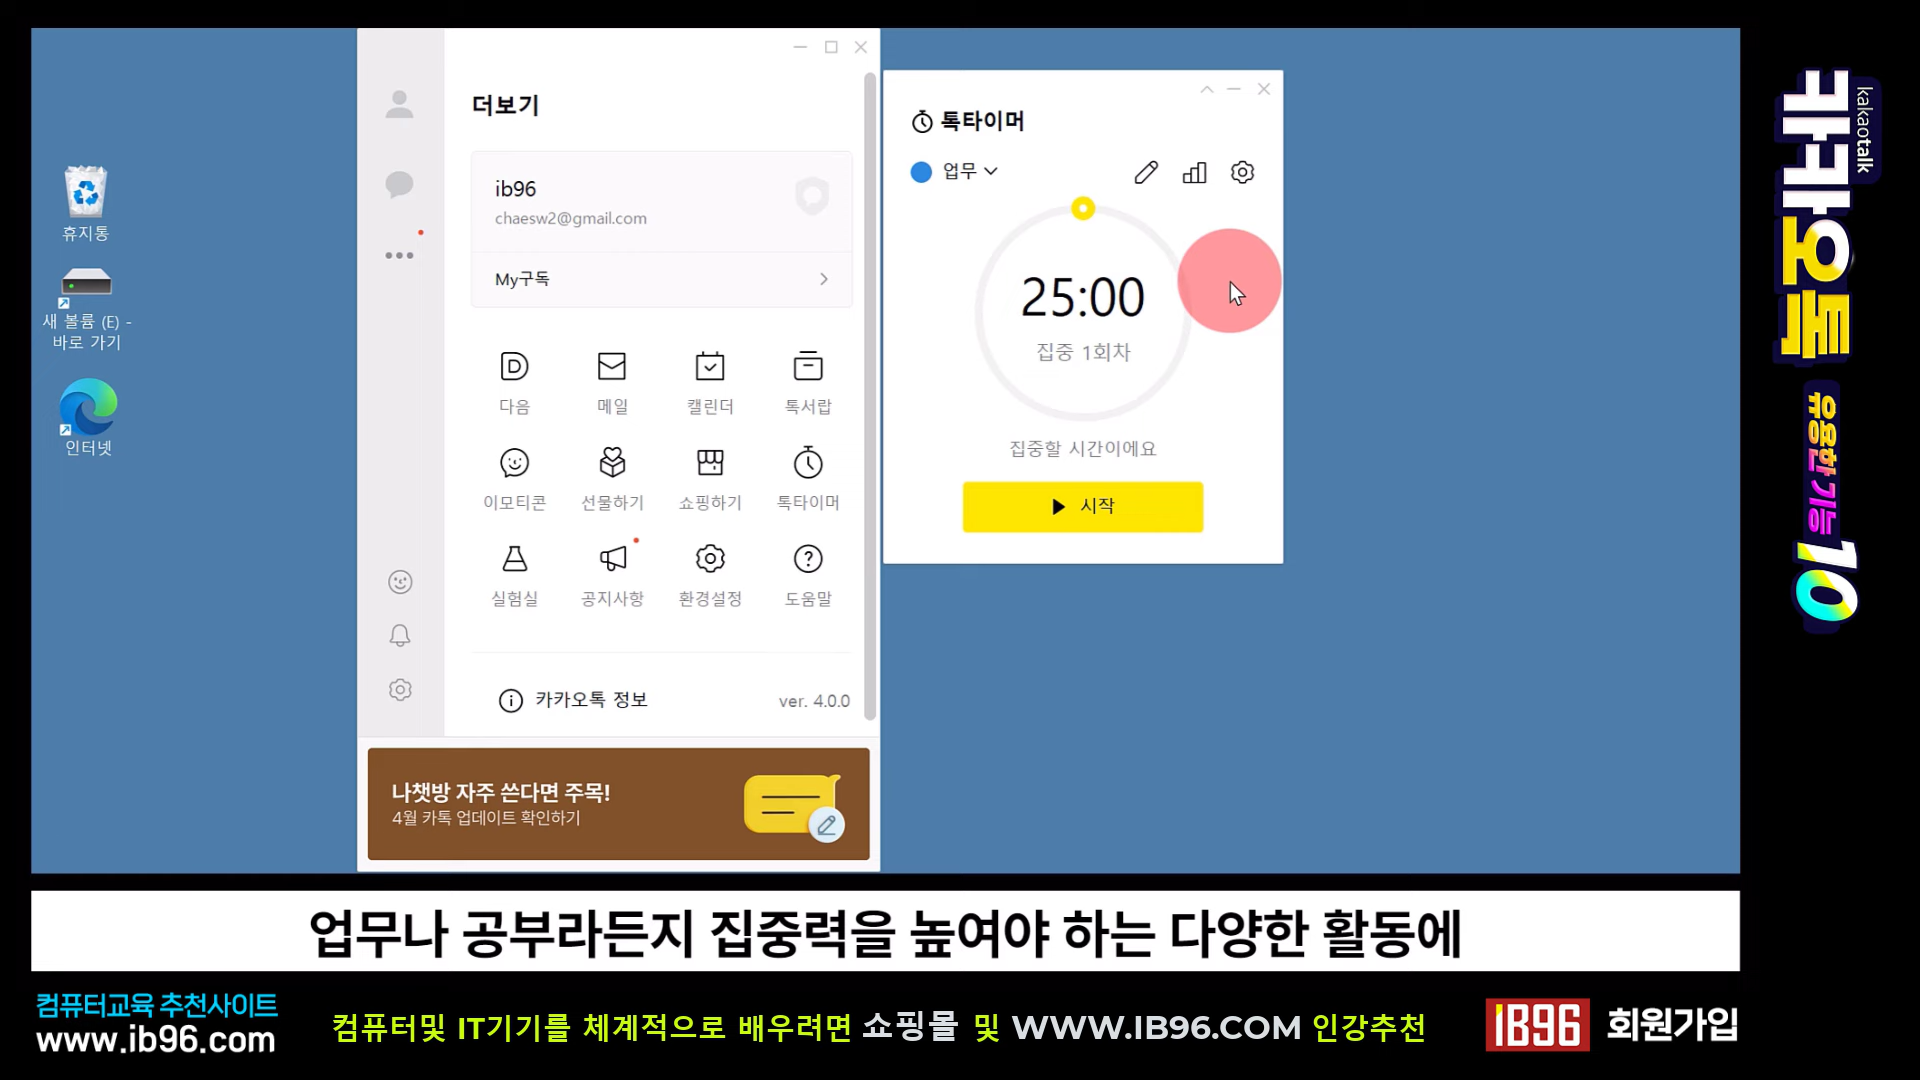 휴지통
새 볼륨 (E) -
바로 가기
인터넷
더보기
ib96
chaesw2@gmail.com
My구독
다음
메일
캘린더
톡서랍
이모티콘
선물하기
쇼핑하기
톡타이머
실험실
공지사항
환경설정
도움말
카카오톡 정보
ver. 4.0.0
나챗방 자주 쓴다면 주목!
4월 카톡 업데이트 확인하기
톡타이머
업무
25:00
집중 1회차
집중할 시간이에요
시작
카카오톡
kakaotalk
유용한 기능
10
업무나 공부라든지 집중력을 높여야 하는 다양한 활동에
컴퓨터교육 추천사이트
www.ib96.com
컴퓨터및 IT기기를 체계적으로 배우려면 쇼핑몰 및 WWW.IB96.COM 인강추천
IB96 회원가입